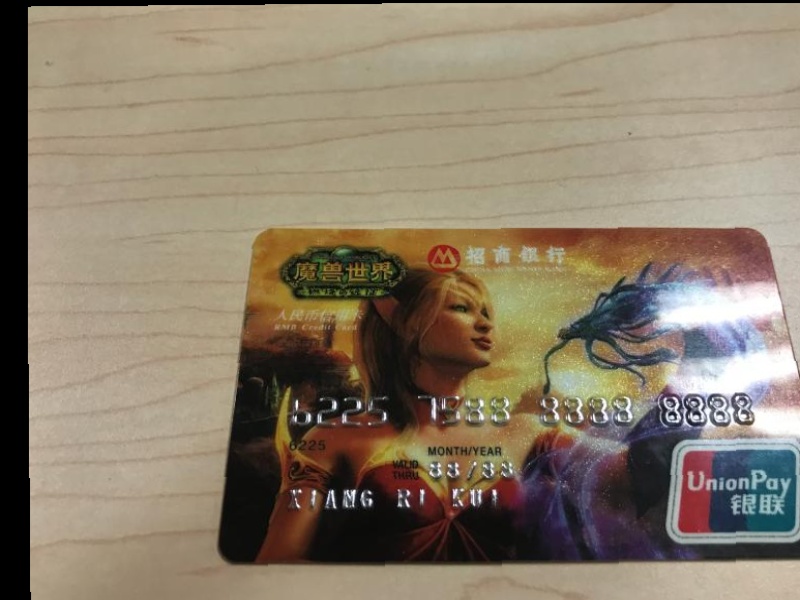 魔兽世界
招商银行
人民币信用卡
RMB Credit Card
6225 7588 8888 8888
6225
MONTH/YEAR
VALID THRU 88/88
XIANG RI KUI
UnionPay
银联